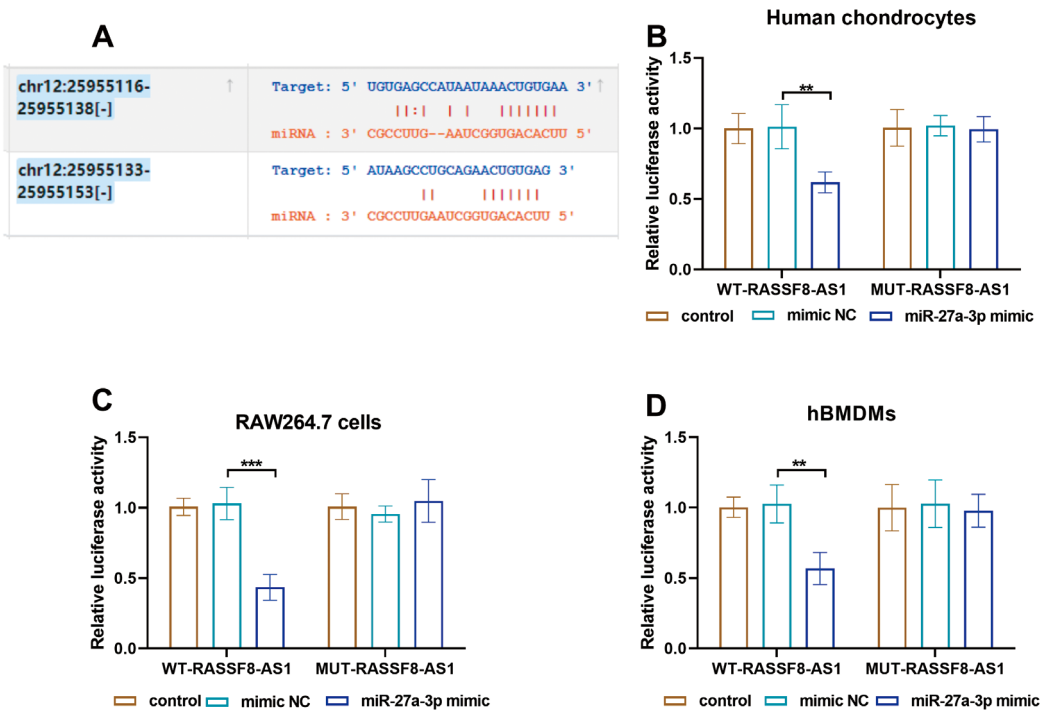 A
chr12:25955116-
25955138[-]
↑
Target: 5' UGUGAGCCAUAAUAAACUGUGAA 3'
↑
||:| | | |||||||
miRNA : 3' CGCCUUG--AAUCGGUGACACUU 5'
chr12:25955133-
25955153[-]
Target: 5' AUAAGCCUGCAGAACUGUGAG 3'
|| |||||||
miRNA : 3' CGCCUUGAAUCGGUGACACUU 5'
B
Human chondrocytes
Relative luciferase activity
1.5
1.0
0.5
0.0
**
WT-RASSF8-AS1 MUT-RASSF8-AS1
control mimic NC miR-27a-3p mimic
C
RAW264.7 cells
Relative luciferase activity
1.5
1.0
0.5
0.0
***
WT-RASSF8-AS1 MUT-RASSF8-AS1
control mimic NC miR-27a-3p mimic
D
hBMDMs
Relative luciferase activity
1.5
1.0
0.5
0.0
**
WT-RASSF8-AS1 MUT-RASSF8-AS1
control mimic NC miR-27a-3p mimic